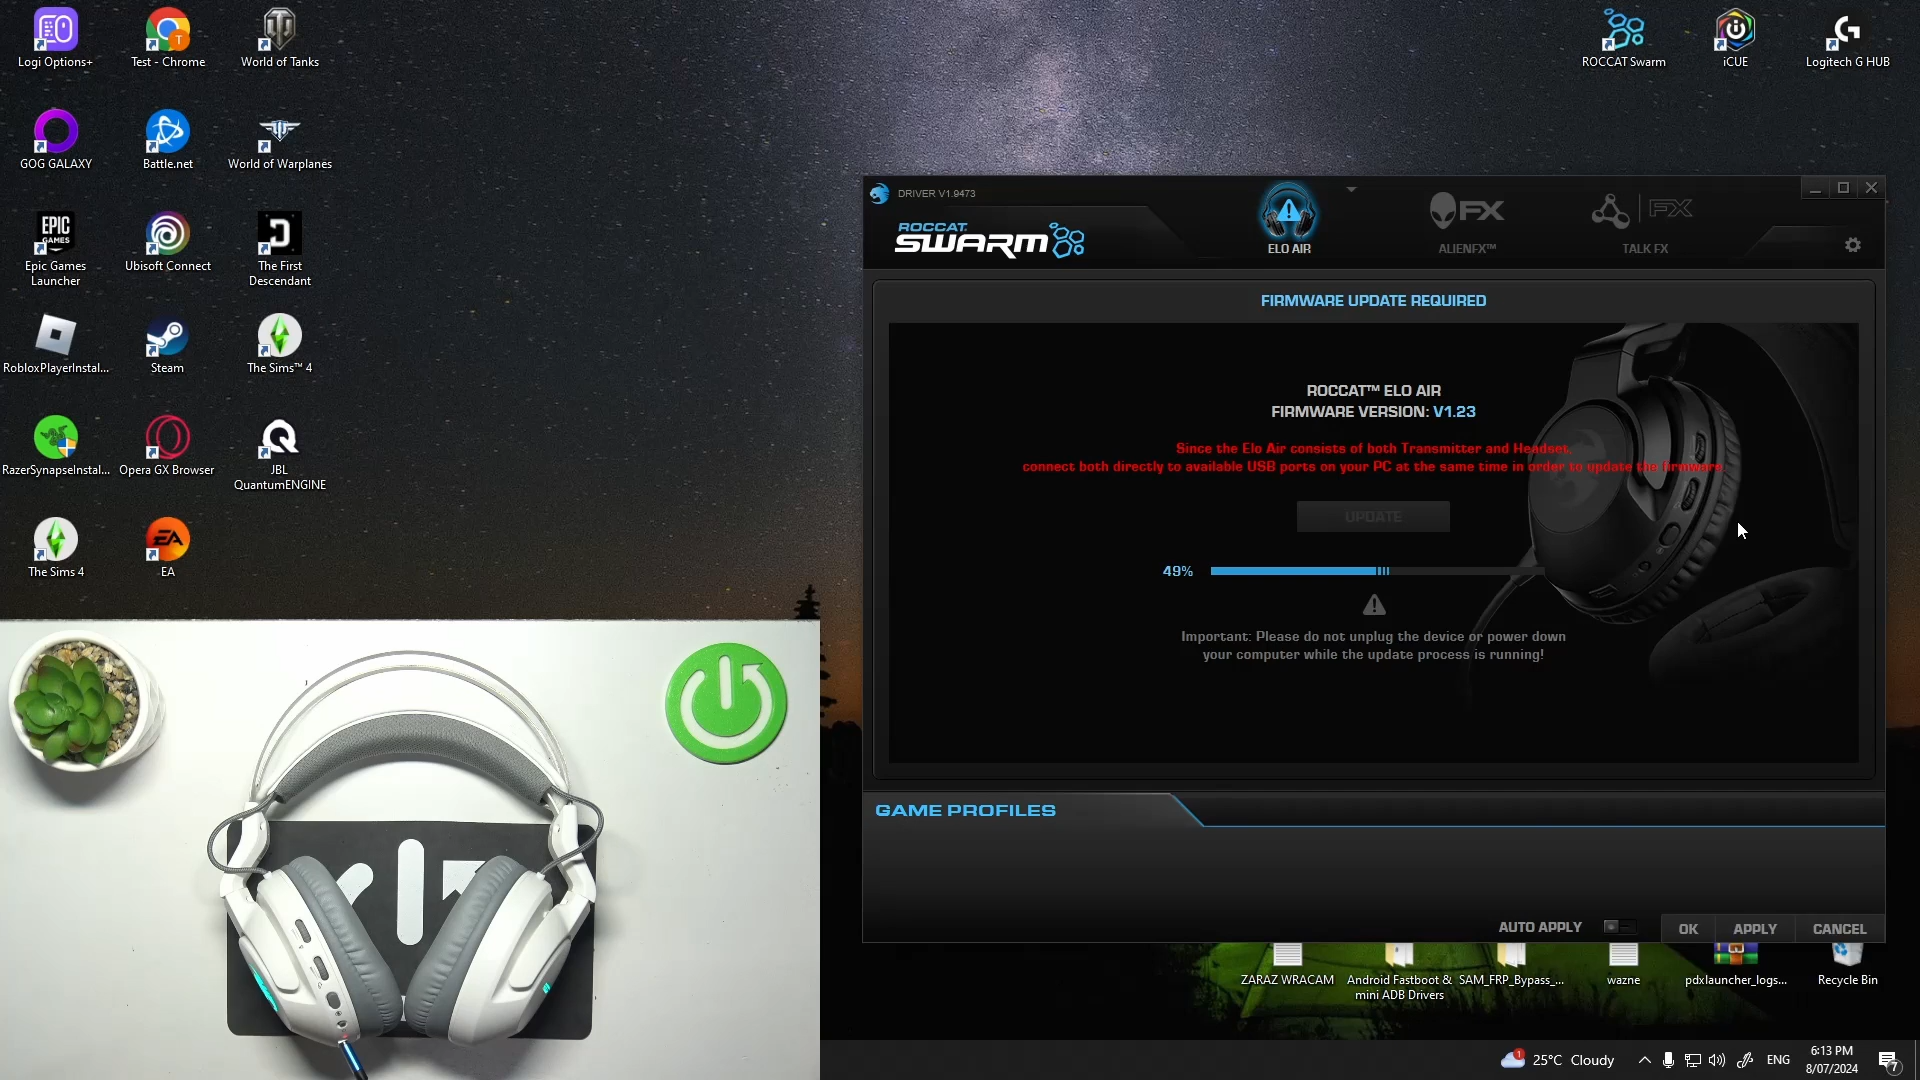 Logi Options+
Test - Chrome
World of Tanks
ROCCAT Swarm
iCUE
Logitech G HUB
GOG GALAXY
Battle.net
World of Warplanes
EPIC
GAMES
Epic Games
Launcher
Ubisoft Connect
The First
Descendant
RobloxPlayerInstal...
Steam
The Sims™ 4
RazerSynapseInstal...
Opera GX Browser
JBL
QuantumENGINE
The Sims 4
EA
EA
DRIVER V1.9473
ROCCAT
SWARM
ELO AIR
FX
ALIENFX™
FX
TALK FX
FIRMWARE UPDATE REQUIRED
ROCCAT™ ELO AIR
FIRMWARE VERSION: V1.23
Since the Elo Air consists of both Transmitter and Headset,
connect both directly to available USB ports on your PC at the same time in order to update the firmware.
UPDATE
49%
Important: Please do not unplug the device or power down
your computer while the update process is running!
GAME PROFILES
AUTO APPLY
OK
APPLY
CANCEL
ZARAZ WRACAM
Android Fastboot &
mini ADB Drivers
SAM_FRP_Bypass_...
wazne
pdxlauncher_logs...
Recycle Bin
1
25°C Cloudy
ENG
6:13 PM
8/07/2024
7